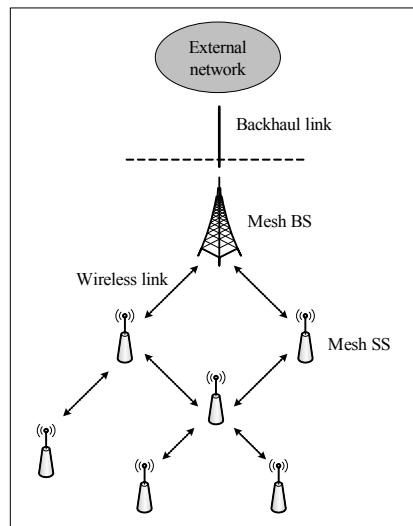 External
network
Backhaul link
Mesh BS
Wireless link
Mesh SS